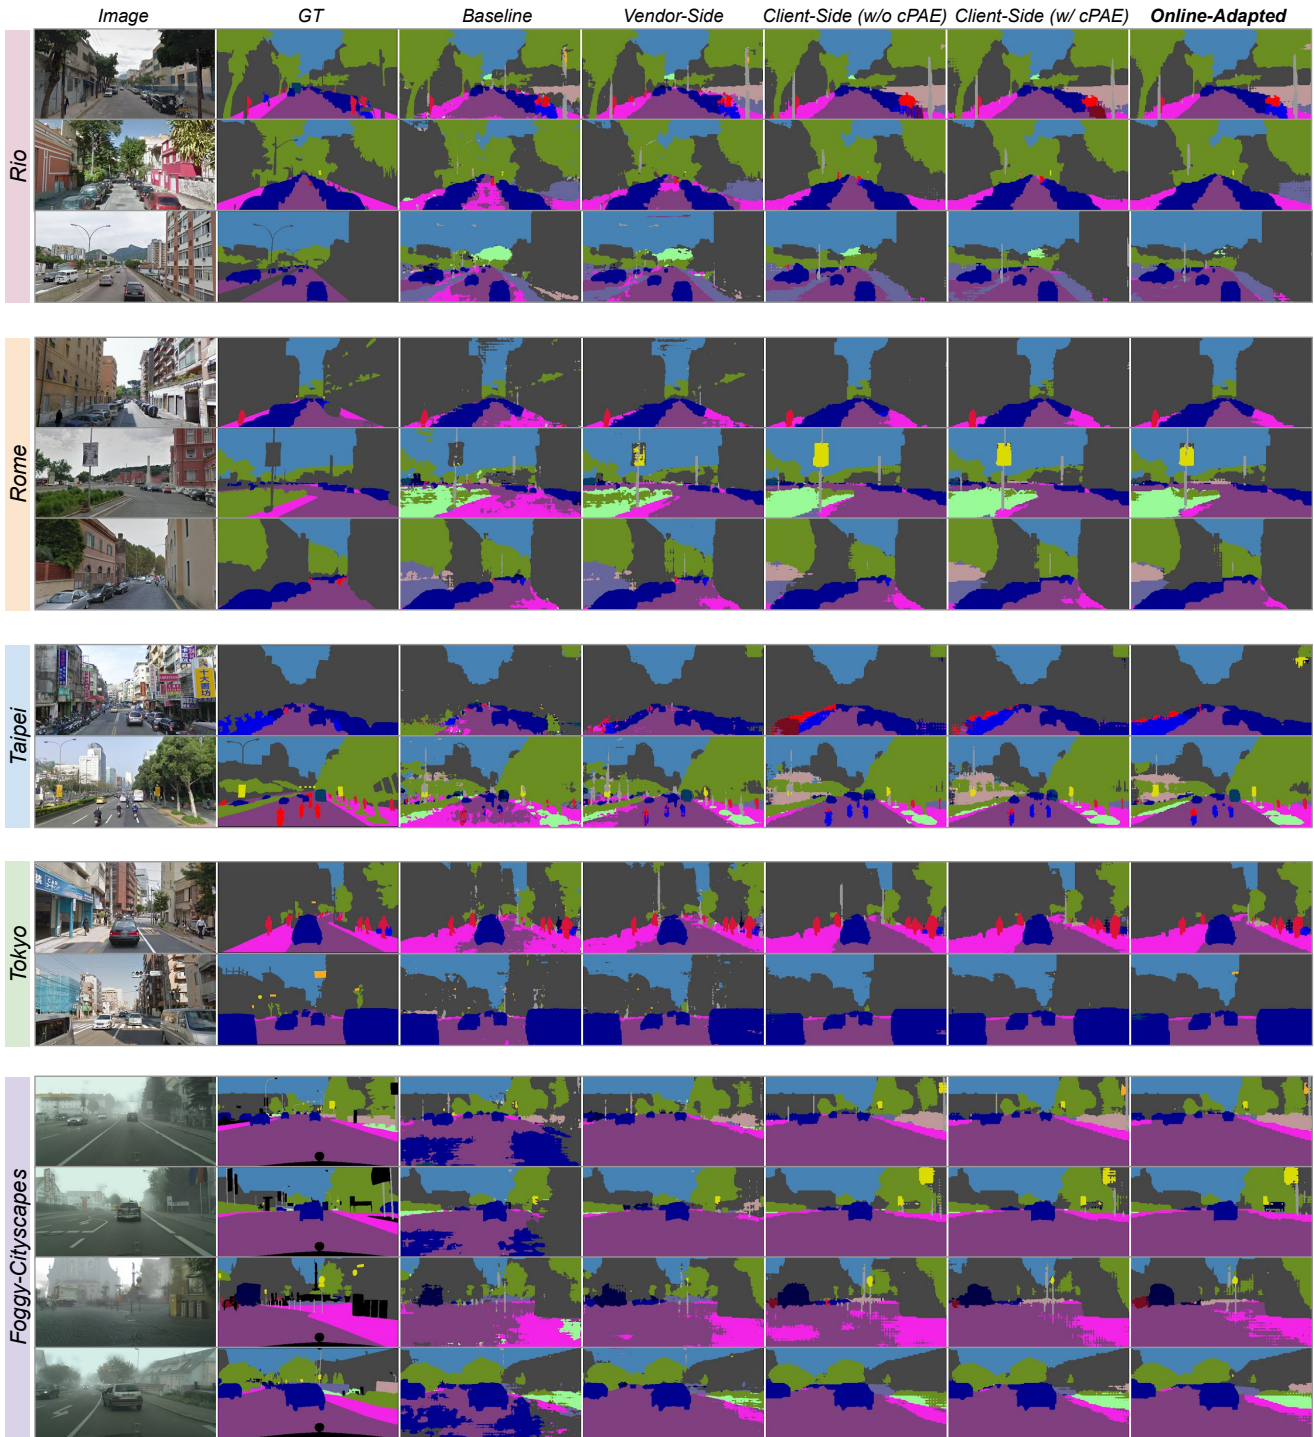 Image GT Baseline Vendor-Side Client-Side (w/o cPAE) Client-Side (w/ cPAE) Online-Adapted
Rio
Rome
Taipei
Tokyo
Foggy-Cityscapes